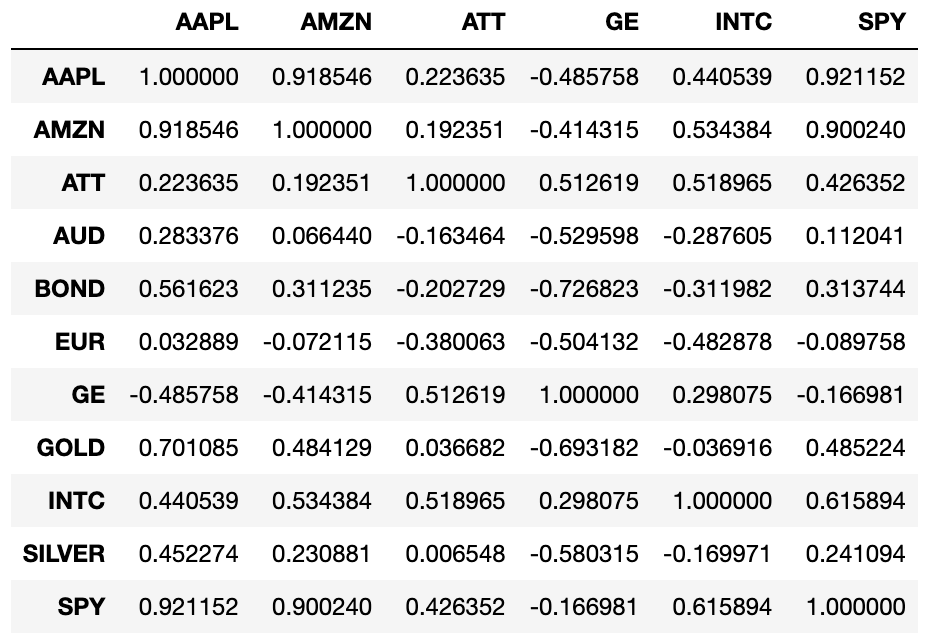 AAPL AMZN ATT GE INTC SPY
AAPL 1.000000 0.918546 0.223635 -0.485758 0.440539 0.921152
AMZN 0.918546 1.000000 0.192351 -0.414315 0.534384 0.900240
ATT 0.223635 0.192351 1.000000 0.512619 0.518965 0.426352
AUD 0.283376 0.066440 -0.163464 -0.529598 -0.287605 0.112041
BOND 0.561623 0.311235 -0.202729 -0.726823 -0.311982 0.313744
EUR 0.032889 -0.072115 -0.380063 -0.504132 -0.482878 -0.089758
GE -0.485758 -0.414315 0.512619 1.000000 0.298075 -0.166981
GOLD 0.701085 0.484129 0.036682 -0.693182 -0.036916 0.485224
INTC 0.440539 0.534384 0.518965 0.298075 1.000000 0.615894
SILVER 0.452274 0.230881 0.006548 -0.580315 -0.169971 0.241094
SPY 0.921152 0.900240 0.426352 -0.166981 0.615894 1.000000